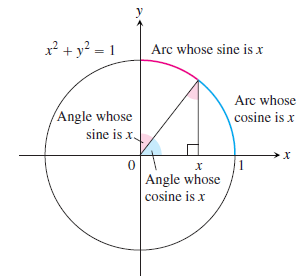 y
x² + y² = 1
Arc whose sine is x
Arc whose
cosine is x
Angle whose
sine is x
x
0
x
1
Angle whose
cosine is x